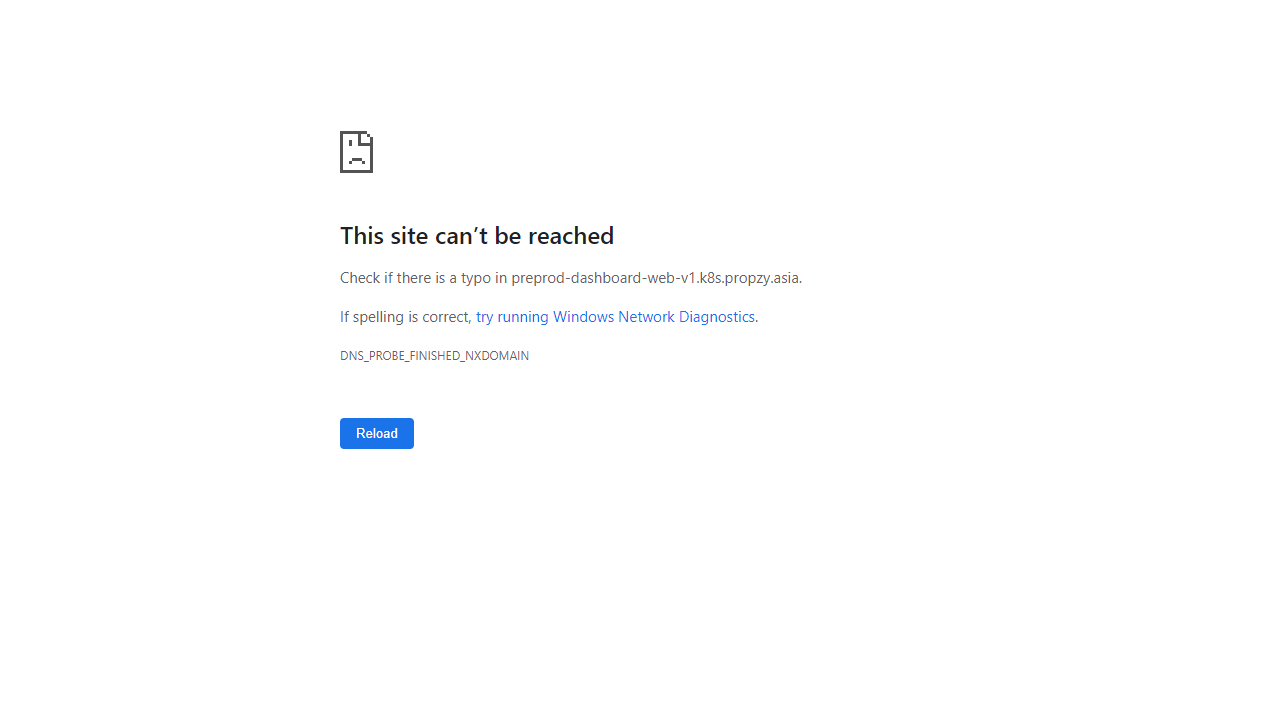 This site can’t be reached
Check if there is a typo in preprod-dashboard-web-v1.k8s.propzy.asia.
If spelling is correct, try running Windows Network Diagnostics.
DNS_PROBE_FINISHED_NXDOMAIN
Reload